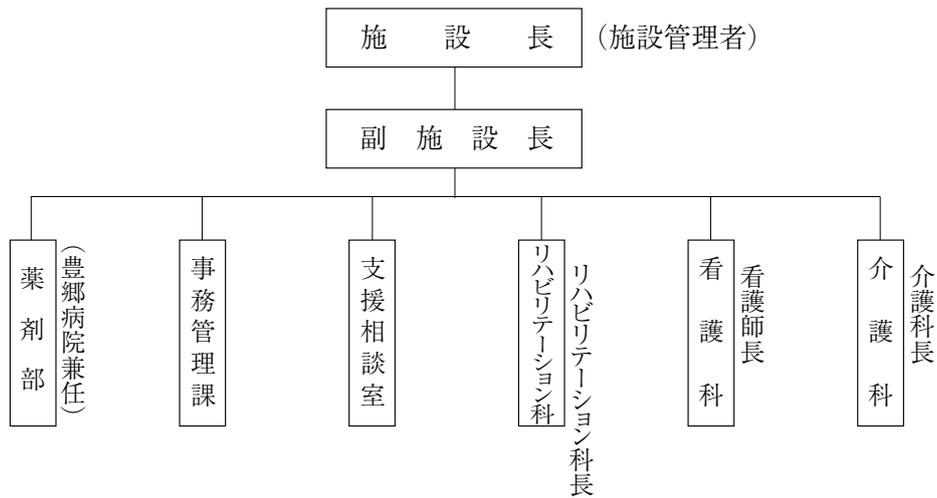 施設長
（施設管理者）
副施設長
薬剤部
（豊郷病院兼任）
事務管理課
支援相談室
リハビリテーション科
リハビリテーション科長
看護科
看護師長
介護科
介護科長